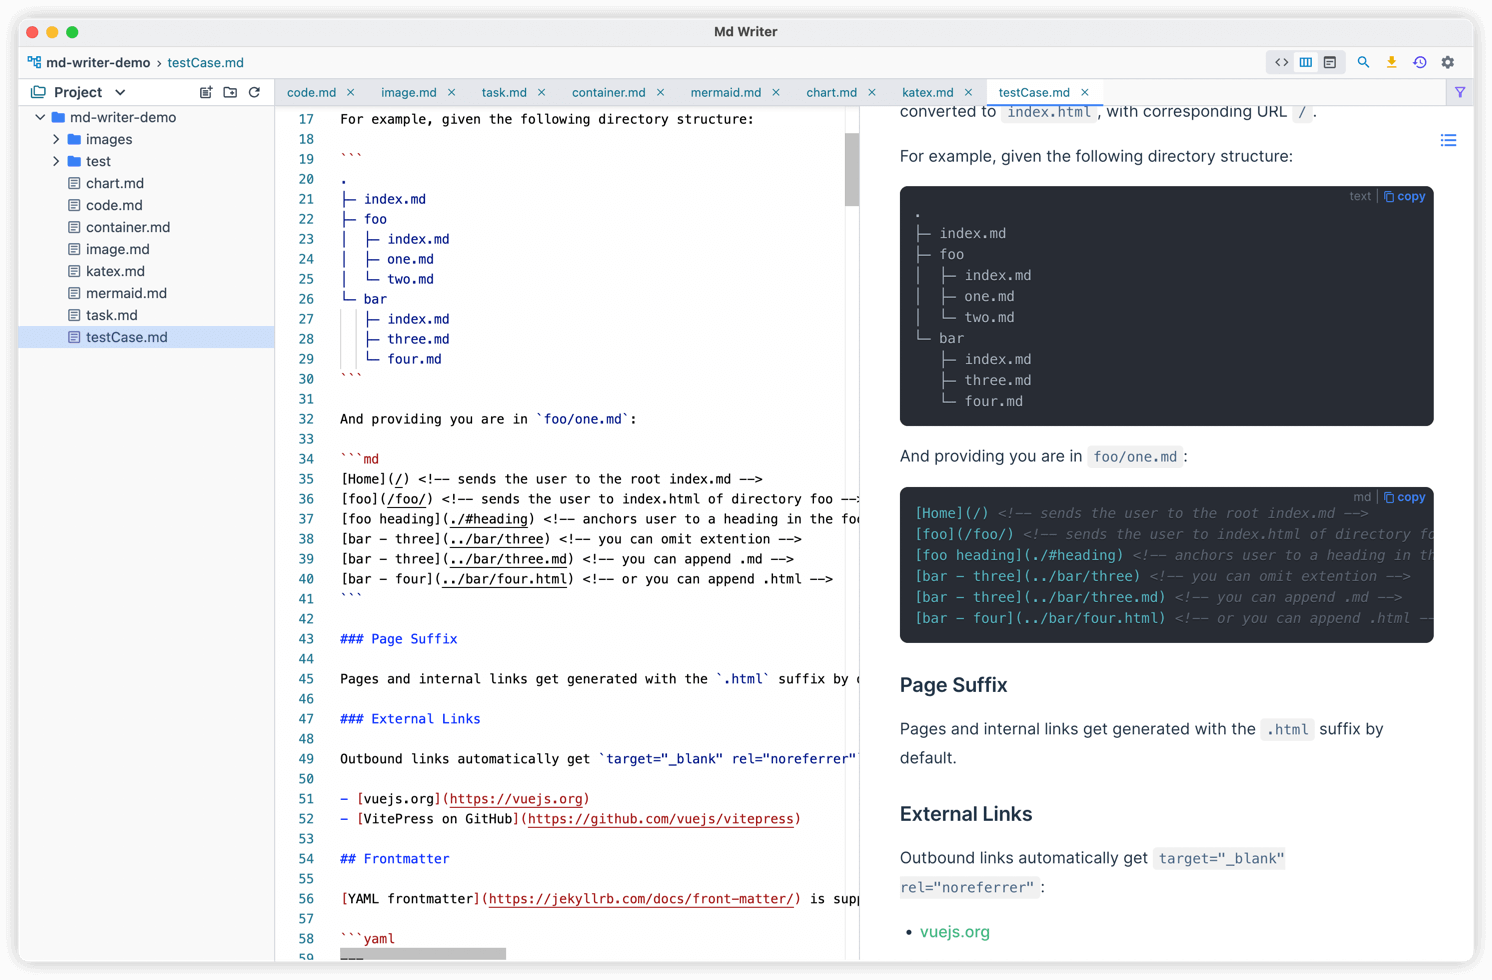 Md Writer
md-writer-demo › testCase.md
Project
md-writer-demo
images
test
chart.md
code.md
container.md
image.md
katex.md
mermaid.md
task.md
testCase.md
code.md × image.md × task.md × container.md × mermaid.md × chart.md × katex.md × testCase.md ×
17 For example, given the following directory structure:
18
19 ```
20 .
21 ├─ index.md
22 ├─ foo
23 │  ├─ index.md
24 │  ├─ one.md
25 │  └─ two.md
26 └─ bar
27    ├─ index.md
28    ├─ three.md
29    └─ four.md
30 ```
31
32 And providing you are in `foo/one.md`:
33
34 ```md
35 [Home](/) <!-- sends the user to the root index.md -->
36 [foo](/foo/) <!-- sends the user to index.html of directory foo -->
37 [foo heading](./#heading) <!-- anchors user to a heading in the foo
38 [bar - three](../bar/three) <!-- you can omit extention -->
39 [bar - three](../bar/three.md) <!-- you can append .md -->
40 [bar - four](../bar/four.html) <!-- or you can append .html -->
41 ```
42
43 ### Page Suffix
44
45 Pages and internal links get generated with the `.html` suffix by
46
47 ### External Links
48
49 Outbound links automatically get `target="_blank" rel="noreferrer"`
50
51 - [vuejs.org](https://vuejs.org)
52 - [VitePress on GitHub](https://github.com/vuejs/vitepress)
53
54 ## Frontmatter
55
56 [YAML frontmatter](https://jekyllrb.com/docs/front-matter/) is supp
57
58 ```yaml
59 ---
converted to index.html, with corresponding URL /.
For example, given the following directory structure:
text | copy
.
├─ index.md
├─ foo
│  ├─ index.md
│  ├─ one.md
│  └─ two.md
└─ bar
   ├─ index.md
   ├─ three.md
   └─ four.md
And providing you are in foo/one.md:
md | copy
[Home](/) <!-- sends the user to the root index.md -->
[foo](/foo/) <!-- sends the user to index.html of directory fo
[foo heading](./#heading) <!-- anchors user to a heading in th
[bar - three](../bar/three) <!-- you can omit extention -->
[bar - three](../bar/three.md) <!-- you can append .md -->
[bar - four](../bar/four.html) <!-- or you can append .html --
Page Suffix
Pages and internal links get generated with the .html suffix by
default.
External Links
Outbound links automatically get target="_blank"
rel="noreferrer":
• vuejs.org